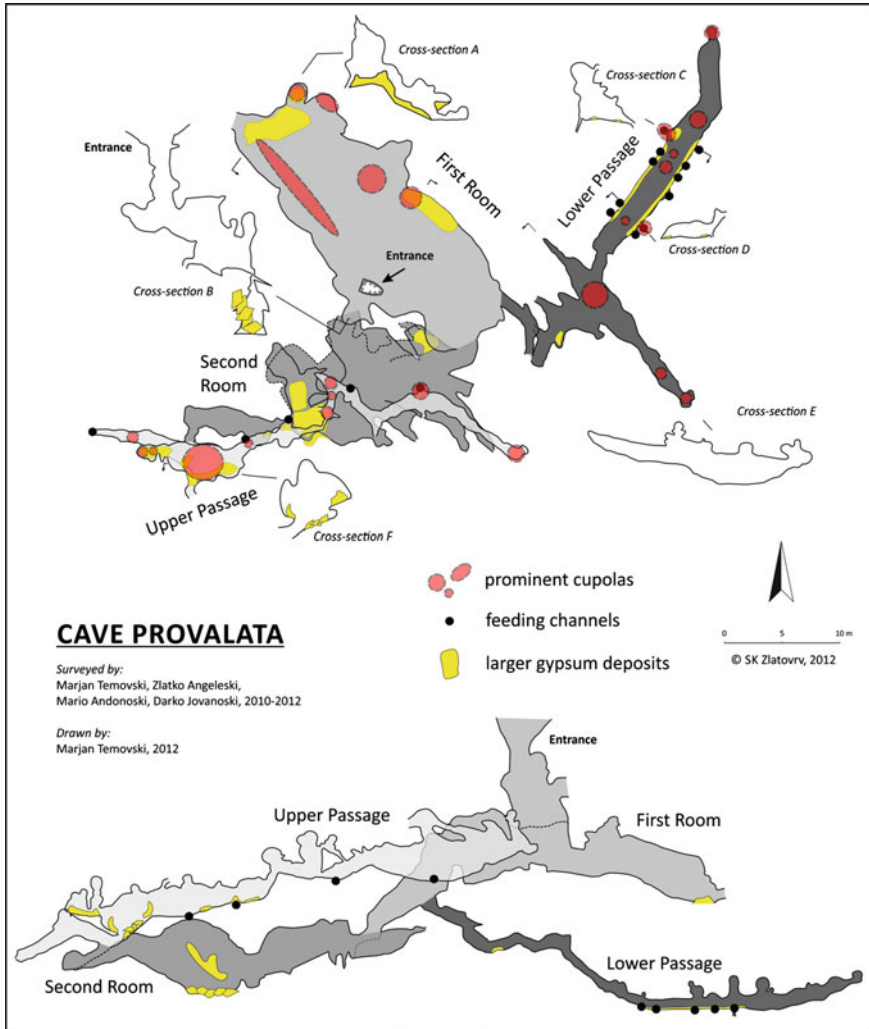 Cross-section A
Entrance
Cross-section C
First Room
Lower Passage
Entrance
Cross-section D
Cross-section B
Second
Room
Cross-section E
Upper Passage
Cross-section F
prominent cupolas
feeding channels
larger gypsum deposits
0 5 10 m
© SK Zlatovrv, 2012
CAVE PROVALATA
Surveyed by:
Marjan Temovski, Zlatko Angeleski,
Mario Andonoski, Darko Jovanoski, 2010-2012
Drawn by:
Marjan Temovski, 2012
Entrance
Upper Passage
First Room
Lower Passage
Second Room